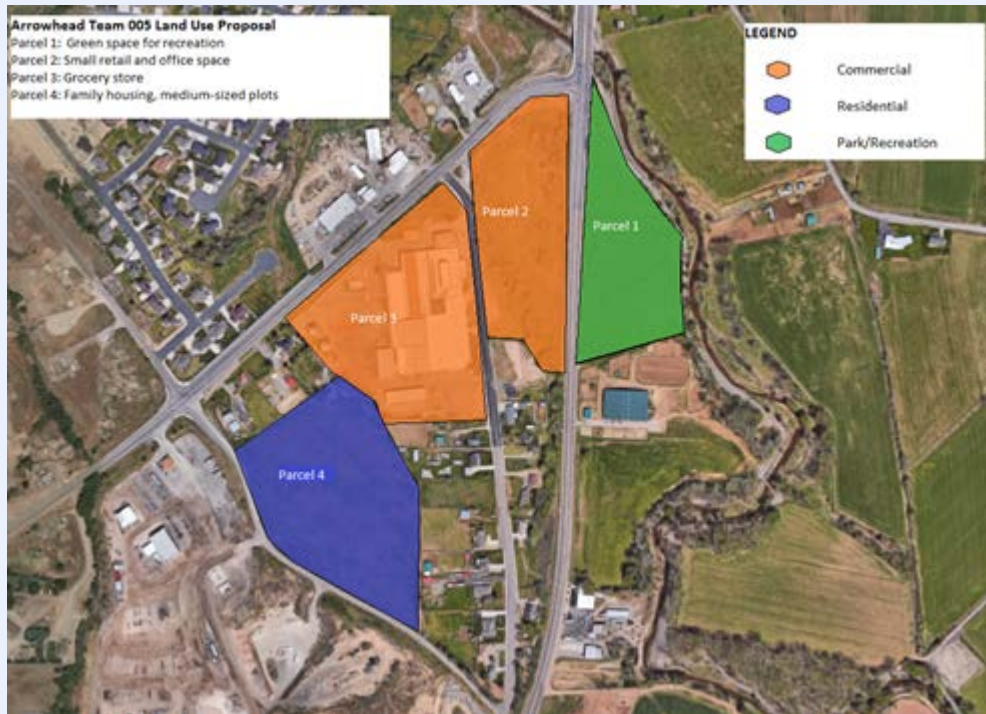 Arrowhead Team 005 Land Use Proposal
Parcel 1: Green space for recreation
Parcel 2: Small retail and office space
Parcel 3: Grocery store
Parcel 4: Family housing, medium-sized plots
LEGEND
Commercial
Residential
Park/Recreation
Parcel 2
Parcel 1
Parcel 3
Parcel 4